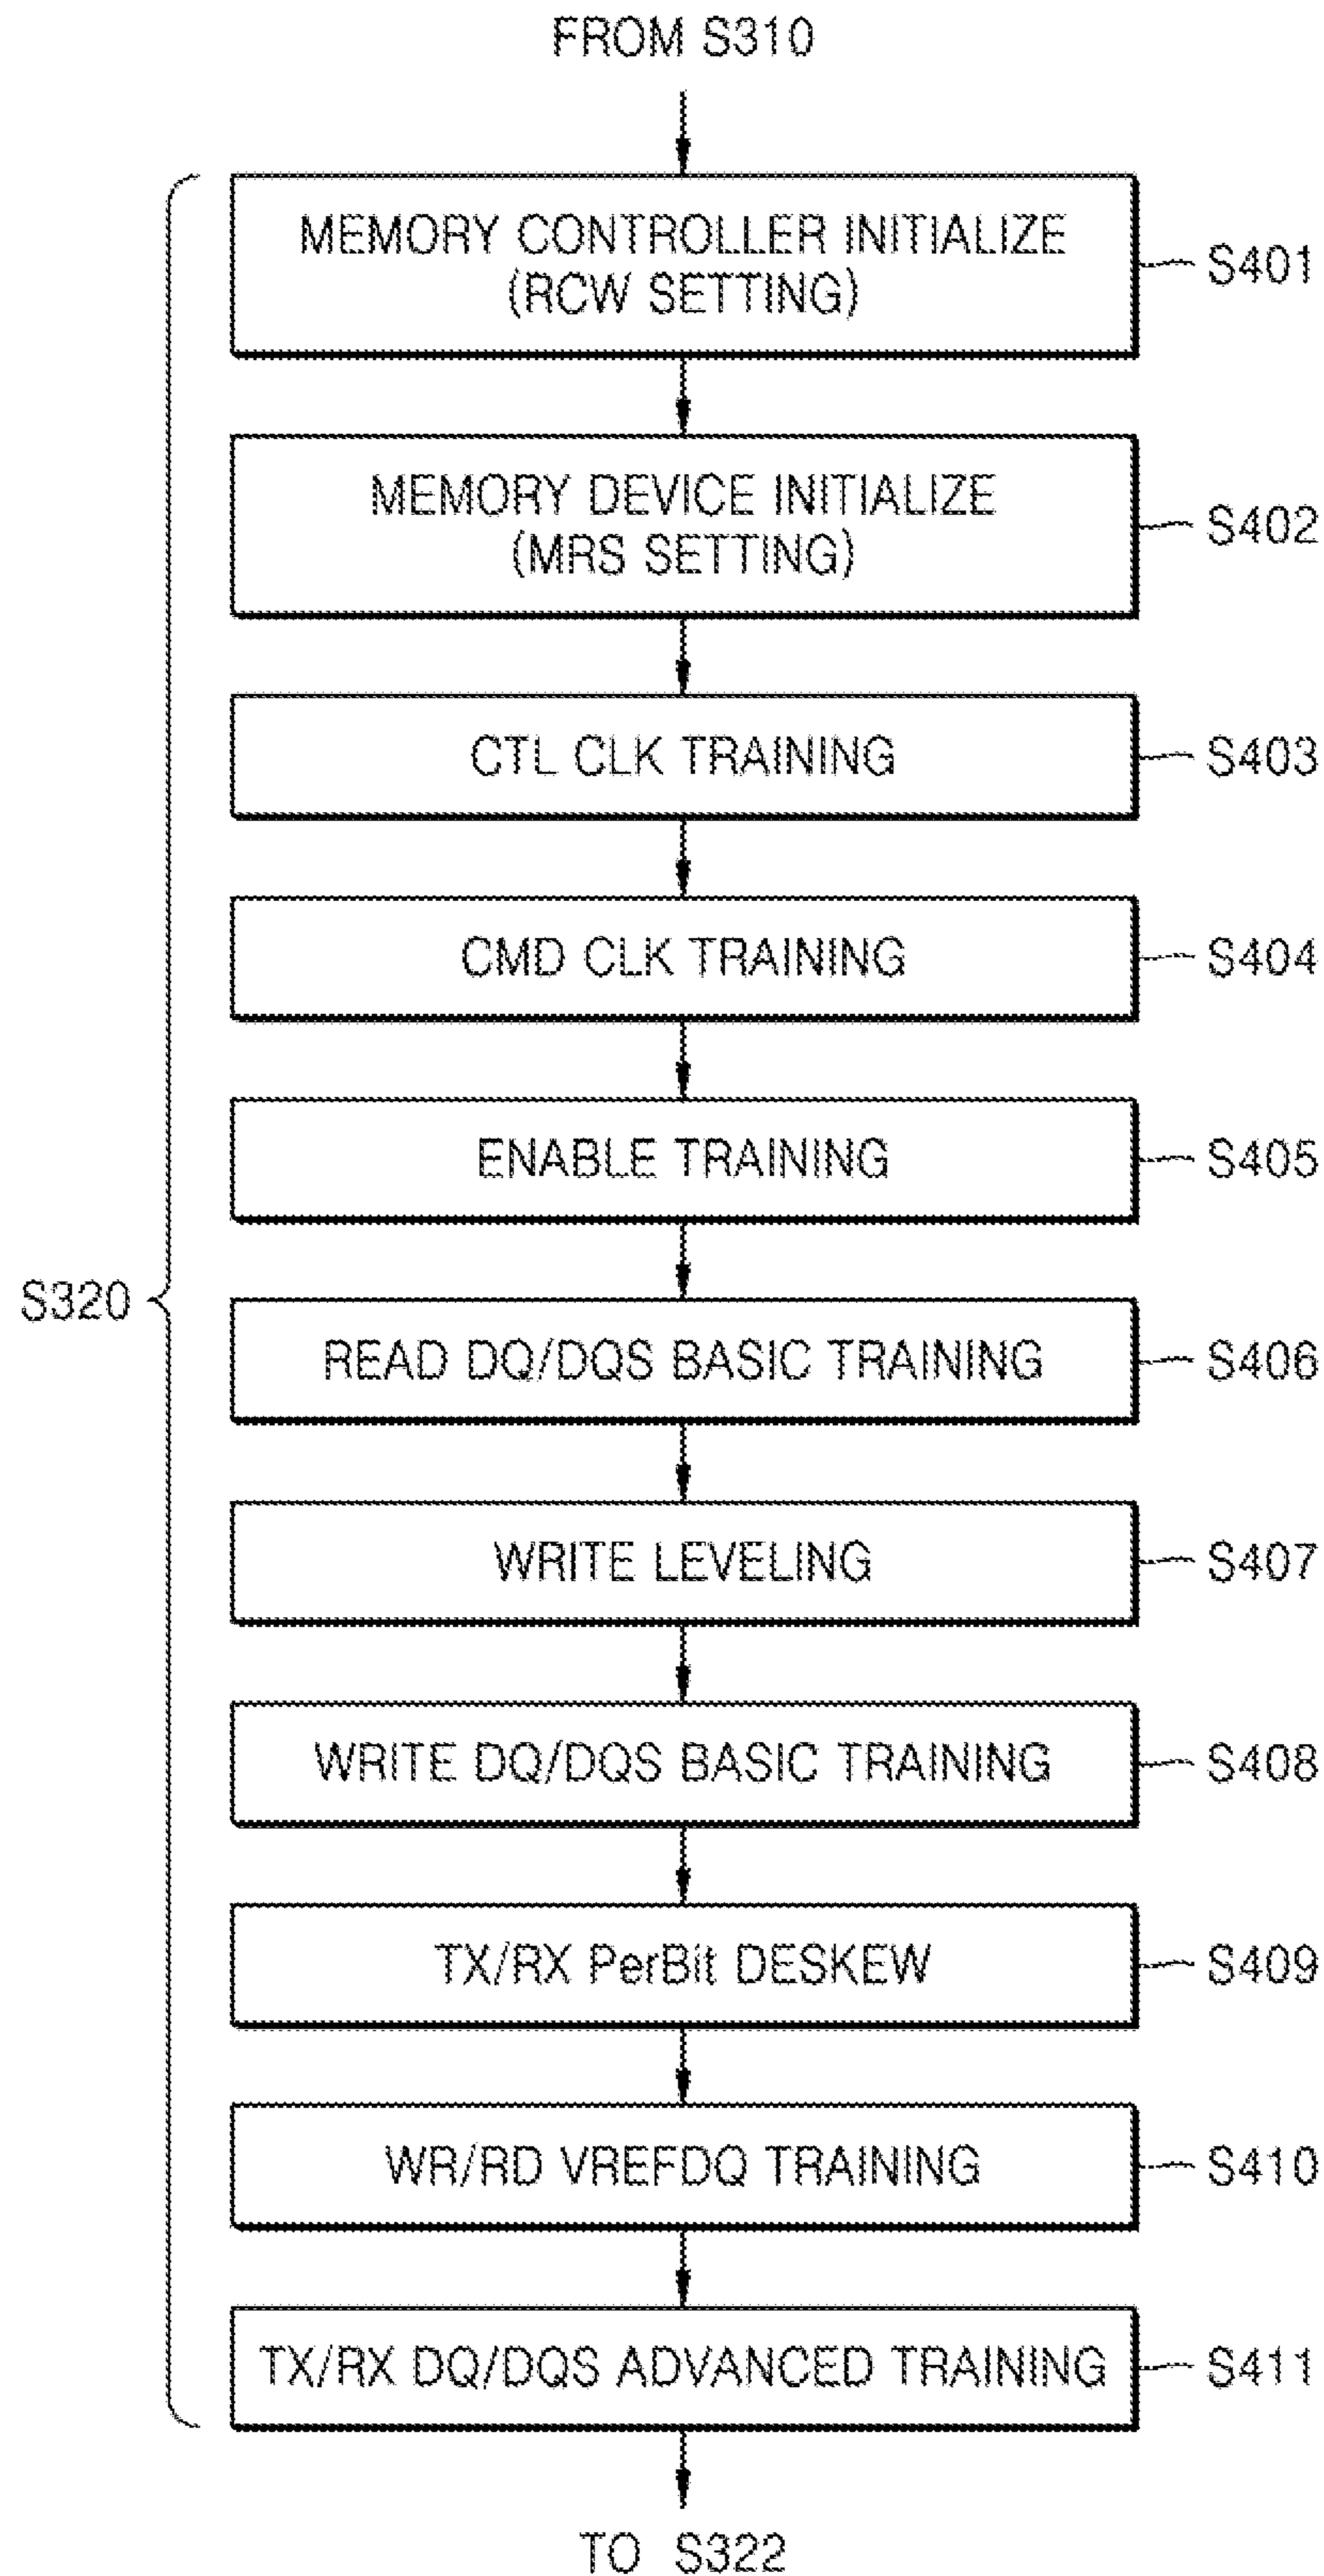 FROM S310
MEMORY CONTROLLER INITIALIZE
(RCW SETTING)
S401
MEMORY DEVICE INITIALIZE
(MRS SETTING)
S402
CTL CLK TRAINING
S403
CMD CLK TRAINING
S404
ENABLE TRAINING
S405
S320
READ DQ/DQS BASIC TRAINING
S406
WRITE LEVELING
S407
WRITE DQ/DQS BASIC TRAINING
S408
TX/RX PerBit DESKEW
S409
WR/RD VREFDQ TRAINING
S410
TX/RX DQ/DQS ADVANCED TRAINING
S411
TO S322